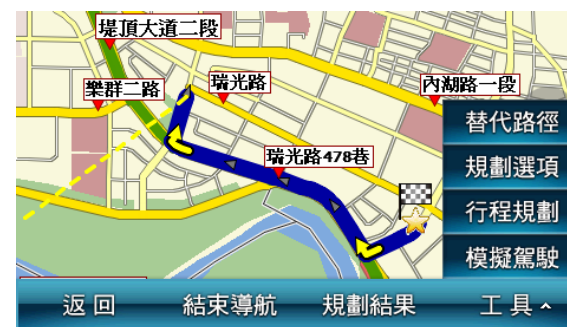 堤頂大道二段
樂群二路
瑞光路
內湖路一段
瑞光路478巷
替代路徑
規劃選項
行程規劃
模擬駕駛
返回
結束導航
規劃結果
工具